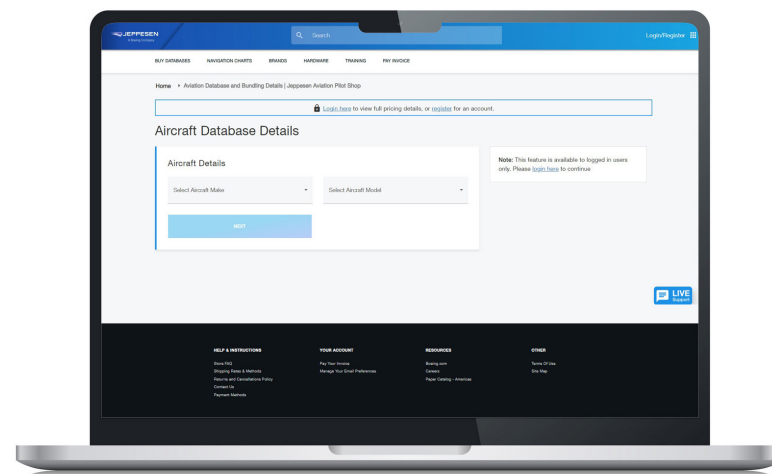 JEPPESEN
A Boeing Company
Search
Login/Register
BUY DATABASES NAVIGATION CHARTS BRANDS HARDWARE TRAINING PAY INVOICE
Home Aviation Database and Bundling Details | Jeppesen Aviation Pilot Shop
Login here to view full pricing details, or register for an account.
Aircraft Database Details
Aircraft Details
Select Aircraft Make
Select Aircraft Model
NEXT
Note: This feature is available to logged in users
only. Please login here to continue
LIVE
Support
HELP & INSTRUCTIONS
Store FAQ
Shipping Rates & Methods
Returns and Cancellations Policy
Contact Us
Payment Methods
YOUR ACCOUNT
Pay Your Invoice
Manage Your Email Preferences
RESOURCES
Boeing.com
Careers
Paper Catalog - Americas
OTHER
Terms Of Use
Site Map